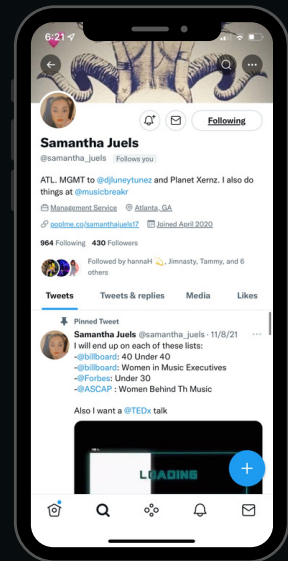 6:21
Following
Samantha Juels
@samantha_juels Follows you
ATL. MGMT to @djluneytunez and Planet Xernz. I also do
things at @musicbreakr
Management Service Atlanta, GA
poplme.co/samanthajuels17 Joined April 2020
964 Following 430 Followers
Followed by hannaH, Jimnasty, Tammy, and 6
others
Tweets Tweets & replies Media Likes
Pinned Tweet
Samantha Juels @samantha_juels · 11/8/21
I will end up on each of these lists:
-@billboard: 40 Under 40
-@billboard: Women in Music Executives
-@Forbes: Under 30
-@ASCAP : Women Behind Th Music
Also I want a @TEDx talk
LOADING